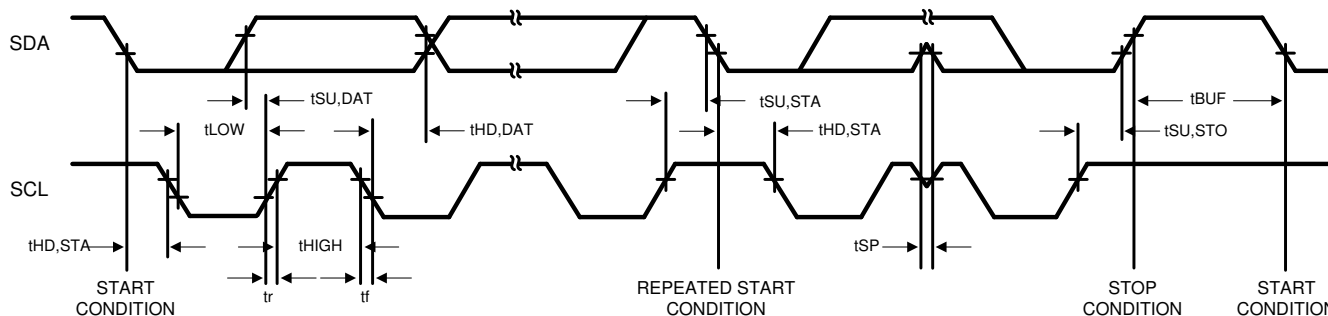 SDA
tSU,DAT
tSU,STA
tBUF
tLOW
tHD,DAT
tHD,STA
tSU,STO
SCL
tHD,STA
tHIGH
tSP
tr
tf
START
CONDITION
REPEATED START
CONDITION
STOP
CONDITION
START
CONDITION